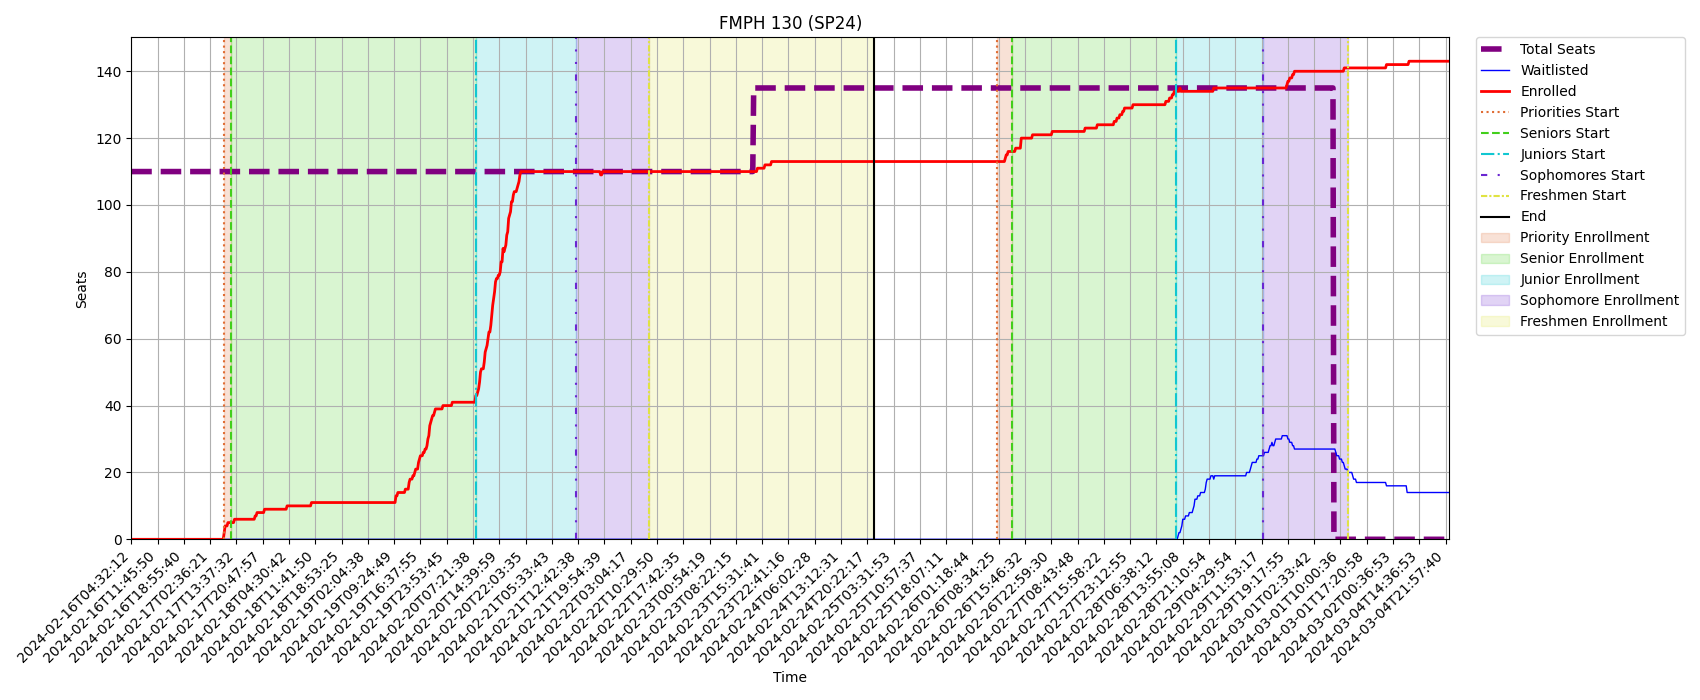 FMPH 130 (SP24)
Seats
140
120
100
80
60
40
20
0
2024-02-16T04:32:12
2024-02-16T11:45:50
2024-02-16T18:55:40
2024-02-17T02:36:21
2024-02-17T13:37:32
2024-02-17T20:47:57
2024-02-18T04:30:42
2024-02-18T11:41:50
2024-02-18T18:53:25
2024-02-19T02:04:38
2024-02-19T09:24:49
2024-02-19T16:37:55
2024-02-19T23:53:45
2024-02-20T07:21:38
2024-02-20T14:39:59
2024-02-20T22:03:35
2024-02-21T05:33:43
2024-02-21T12:42:38
2024-02-21T19:54:39
2024-02-22T03:04:17
2024-02-22T10:29:50
2024-02-22T17:42:35
2024-02-23T00:54:19
2024-02-23T08:22:15
2024-02-23T15:31:41
2024-02-23T22:41:16
2024-02-24T06:02:28
2024-02-24T13:12:31
2024-02-24T20:22:17
2024-02-25T03:31:53
2024-02-25T10:57:37
2024-02-25T18:07:11
2024-02-26T01:18:44
2024-02-26T08:34:25
2024-02-26T15:46:32
2024-02-26T22:59:30
2024-02-27T08:43:48
2024-02-27T15:58:22
2024-02-27T23:12:55
2024-02-28T06:38:12
2024-02-28T13:55:08
2024-02-28T21:10:54
2024-02-29T04:29:54
2024-02-29T11:53:17
2024-02-29T19:17:55
2024-03-01T02:33:42
2024-03-01T10:00:36
2024-03-01T17:20:58
2024-03-02T00:36:53
2024-03-04T14:36:53
2024-03-04T21:57:40
Time
Total Seats
Waitlisted
Enrolled
Priorities Start
Seniors Start
Juniors Start
Sophomores Start
Freshmen Start
End
Priority Enrollment
Senior Enrollment
Junior Enrollment
Sophomore Enrollment
Freshmen Enrollment